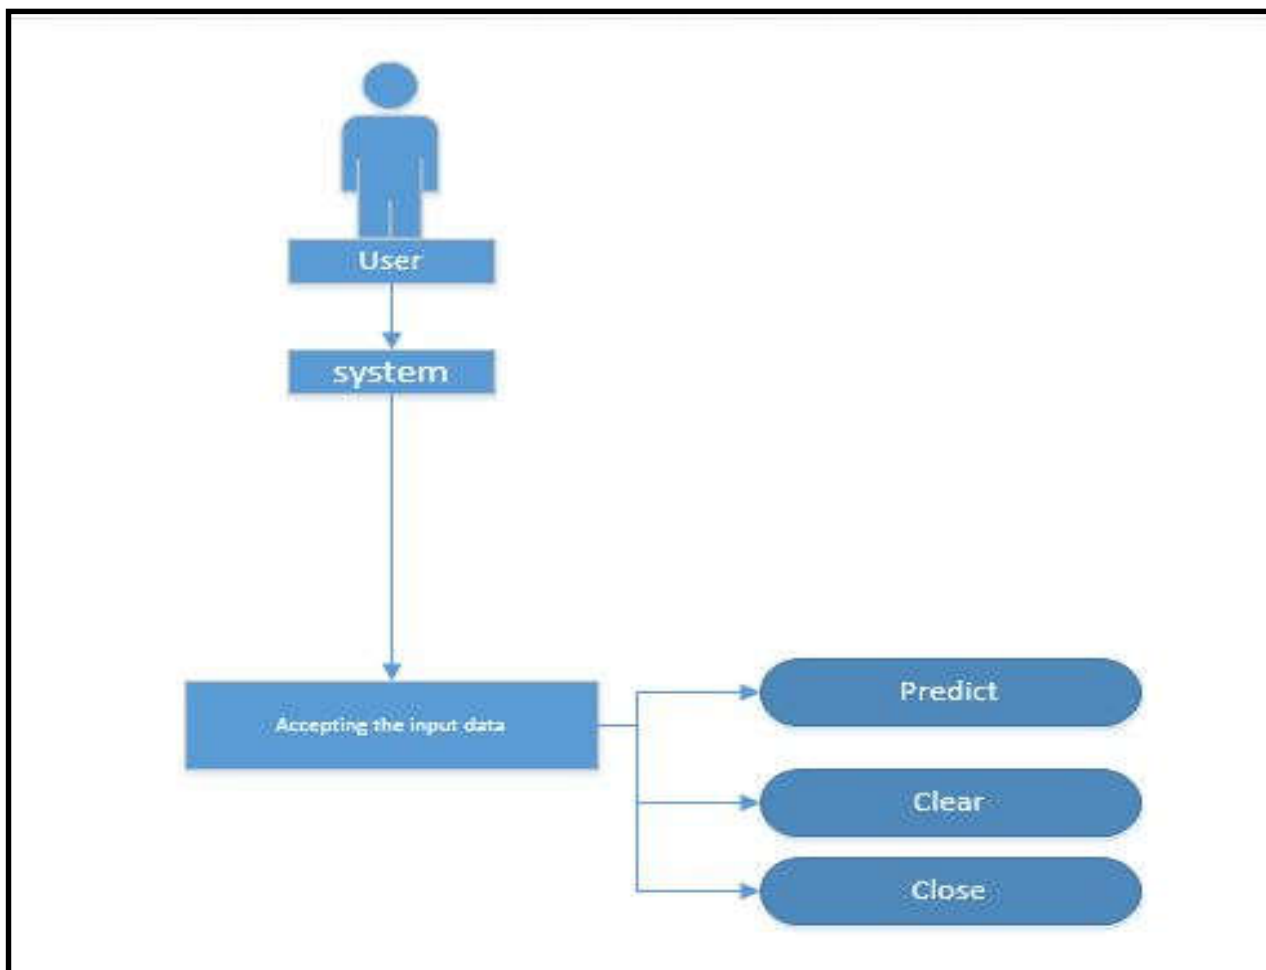 User
system
Accepting the input data
Predict
Clear
Close